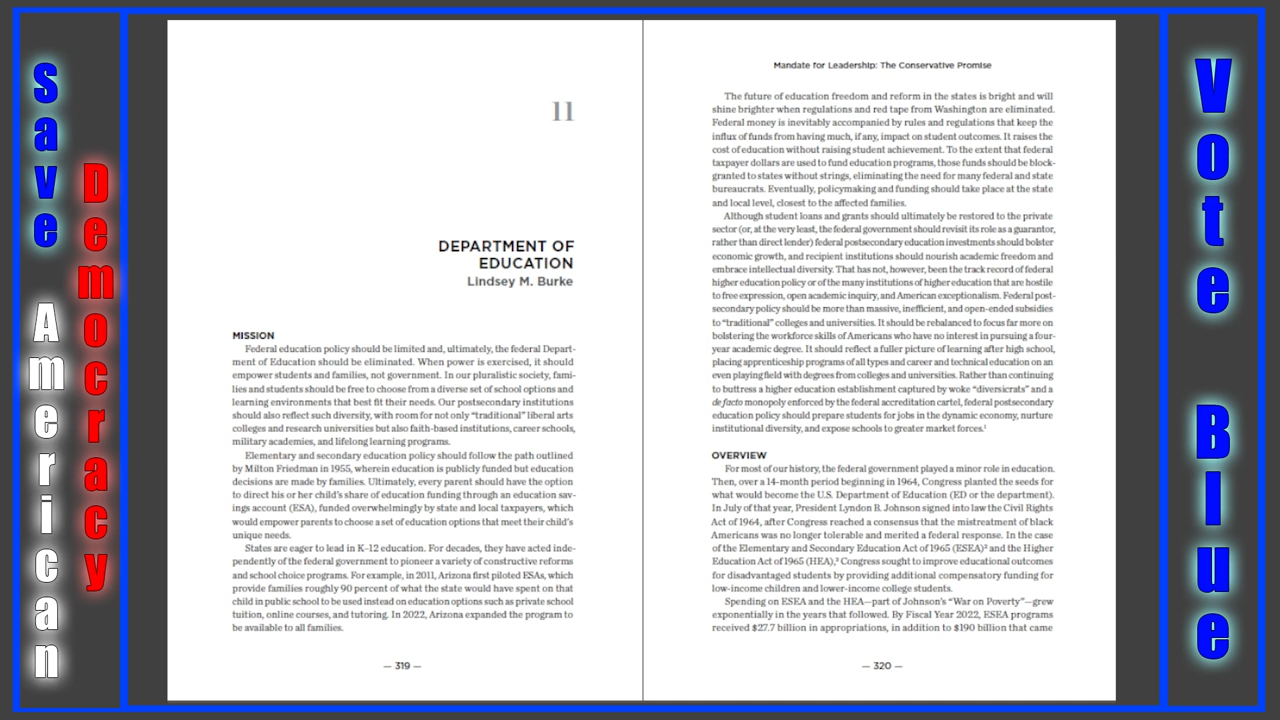 Save American
Democracy
11
DEPARTMENT OF
EDUCATION
Lindsey M. Burke
MISSION
Federal education policy should be limited and, ultimately, the federal Depart-
ment of Education should be eliminated. When power is exercised, it should
empower students and families, not government. In our pluralistic society, fami-
lies and students should be free to choose from a diverse set of school options and
learning environments that best fit their needs. Our postsecondary institutions
should also reflect such diversity, with room for not only “traditional” liberal arts
colleges and research universities but also faith-based institutions, career schools,
military academies, and lifelong learning programs.
Elementary and secondary education policy should follow the path outlined
by Milton Friedman in 1955, wherein education is publicly funded but education
decisions are made by families. Ultimately, every parent should have the option
to direct his or her child’s share of education funding through an education sav-
ings account (ESA), funded overwhelmingly by state and local taxpayers, which
would empower parents to choose a set of education options that meet their child’s
unique needs.
States are eager to lead in K–12 education. For decades, they have acted inde-
pendently of the federal government to pioneer a variety of constructive reforms
and school choice programs. For example, in 2011, Arizona first piloted ESAs, which
provide families roughly 90 percent of what the state would have spent on that
child in public school to be used instead on education options such as private school
tuition, online courses, and tutoring. In 2022, Arizona expanded the program to
be available to all families.
— 319 —
Mandate for Leadership: The Conservative Promise
The future of education freedom and reform in the states is bright and will
shine brighter when regulations and red tape from Washington are eliminated.
Federal money is inevitably accompanied by rules and regulations that keep the
influx of funds from having much, if any, impact on student outcomes. It raises the
cost of education without raising student achievement. To the extent that federal
taxpayer dollars are used to fund education programs, those funds should be block-
granted to states without strings, eliminating the need for many federal and state
bureaucrats. Eventually, policymaking and funding should take place at the state
and local level, closest to the affected families.
Although student loans and grants should ultimately be restored to the private
sector (or, at the very least, the federal government should revisit its role as a guarantor,
rather than direct lender) federal postsecondary education investments should bolster
economic growth, and recipient institutions should nourish academic freedom and
embrace intellectual diversity. That has not, however, been the track record of federal
higher education policy or of the many institutions of higher education that are hostile
to free expression, open academic inquiry, and American exceptionalism. Federal post-
secondary policy should be more than massive, inefficient, and open-ended subsidies
to “traditional” colleges and universities. It should be rebalanced to focus far more on
bolstering the workforce skills of Americans who have no interest in pursuing a four-
year academic degree. It should reflect a fuller picture of learning after high school,
placing apprenticeship programs of all types and career and technical education on an
even playing field with degrees from colleges and universities. Rather than continuing
to buttress a higher education establishment captured by woke “diversicrats” and a
de facto monopoly enforced by the federal accreditation cartel, federal postsecondary
education policy should prepare students for jobs in the dynamic economy, nurture
institutional diversity, and expose schools to greater market forces.¹
OVERVIEW
For most of our history, the federal government played a minor role in education.
Then, over a 14-month period beginning in 1964, Congress planted the seeds for
what would become the U.S. Department of Education (ED or the department).
In July of that year, President Lyndon B. Johnson signed into law the Civil Rights
Act of 1964, after Congress reached a consensus that the mistreatment of black
Americans was no longer tolerable and merited a federal response. In the case
of the Elementary and Secondary Education Act of 1965 (ESEA)² and the Higher
Education Act of 1965 (HEA),³ Congress sought to improve educational outcomes
for disadvantaged students by providing additional compensatory funding for
low-income children and lower-income college students.
Spending on ESEA and the HEA—part of Johnson’s “War on Poverty”—grew
exponentially in the years that followed. By Fiscal Year 2022, ESEA programs
received $27.7 billion in appropriations, in addition to $190 billion that came
— 320 —
Vote Blue